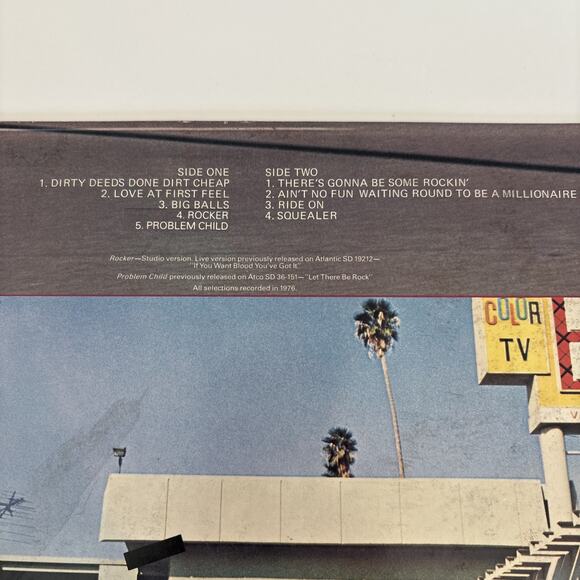 SIDE ONE
1. DIRTY DEEDS DONE DIRT CHEAP
2. LOVE AT FIRST FEEL
3. BIG BALLS
4. ROCKER
5. PROBLEM CHILD
SIDE TWO
1. THERE'S GONNA BE SOME ROCKIN'
2. AIN'T NO FUN WAITING ROUND TO BE A MILLIONAIRE
3. RIDE ON
4. SQUEALER
Rocker—Studio version. Live version previously released on Atlantic SD 19212—
"If You Want Blood You've Got It"
Problem Child previously released on Atco SD 36-151—"Let There Be Rock"
All selections recorded in 1976.
COLOR
TV